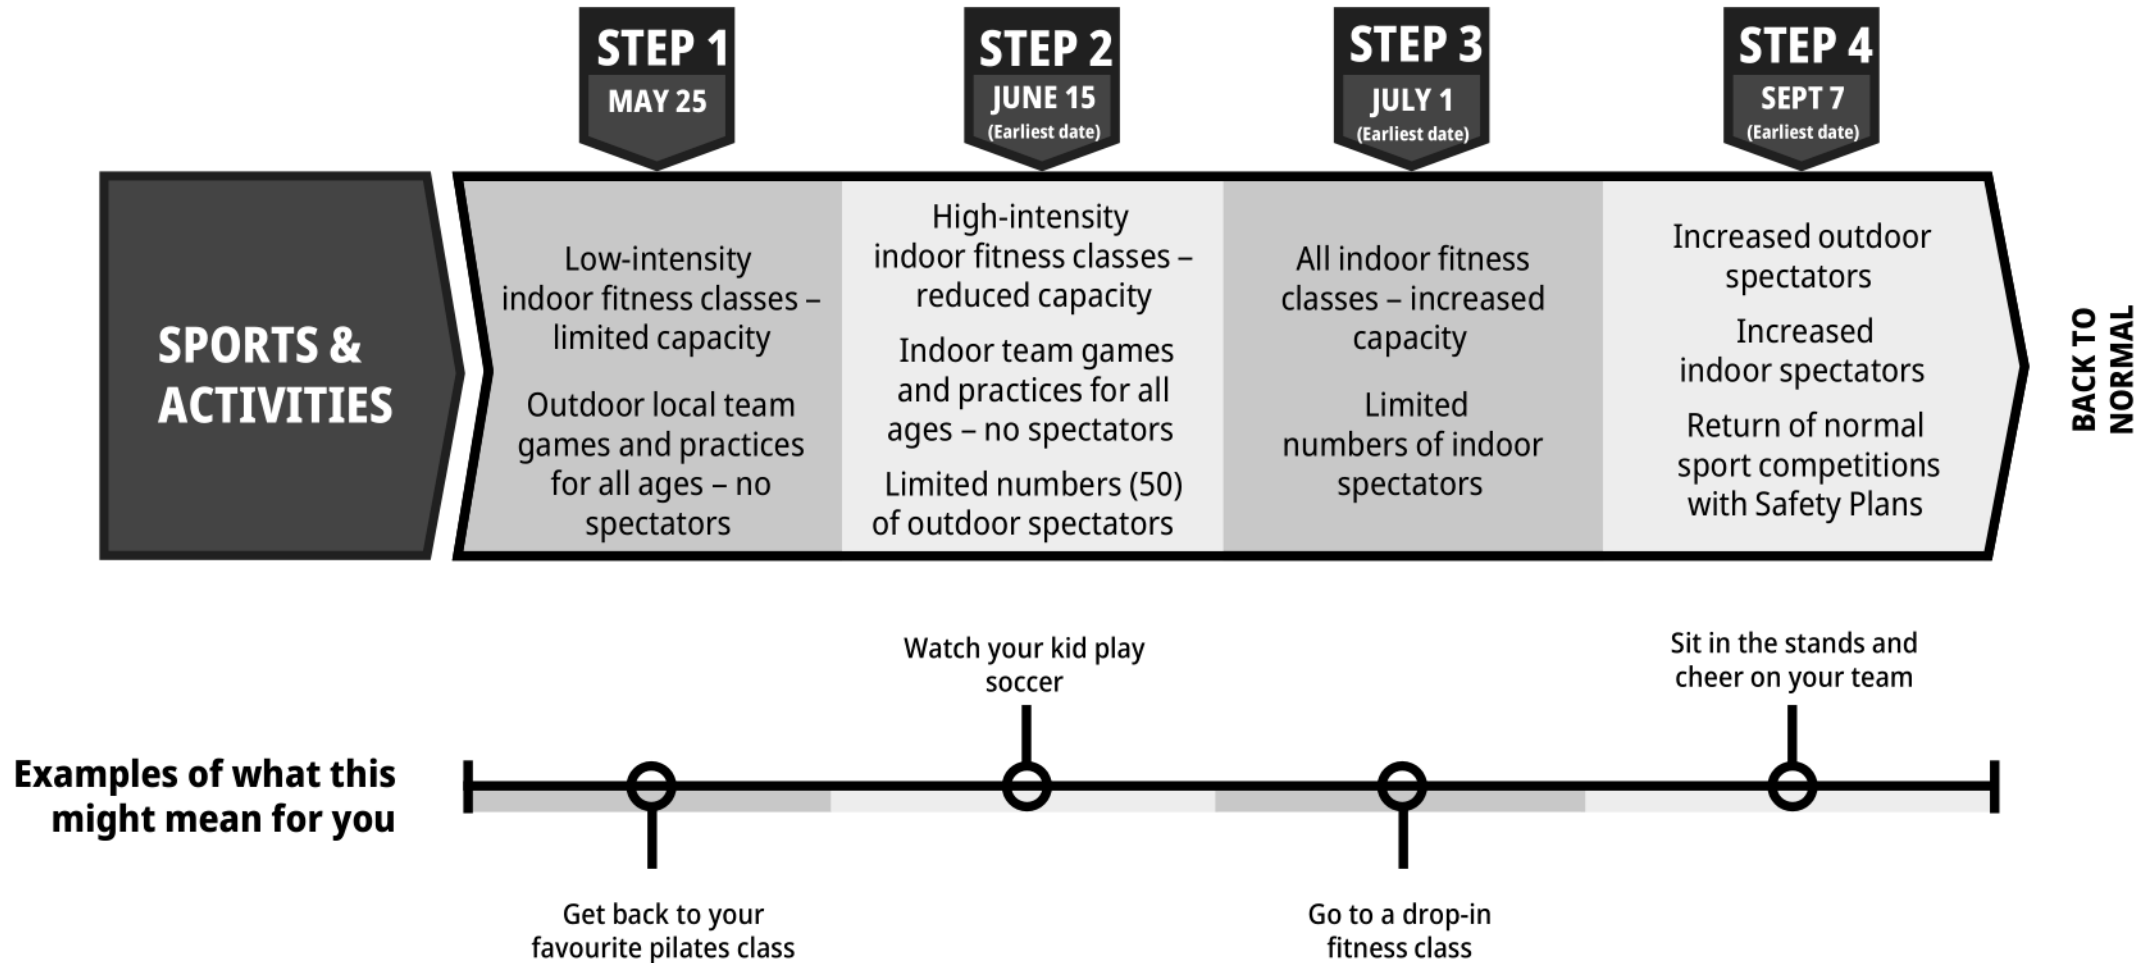 STEP 1
MAY 25
STEP 2
JUNE 15
(Earliest date)
STEP 3
JULY 1
(Earliest date)
STEP 4
SEPT 7
(Earliest date)
SPORTS &
ACTIVITIES
Low-intensity
indoor fitness classes –
limited capacity
Outdoor local team
games and practices
for all ages – no
spectators
High-intensity
indoor fitness classes –
reduced capacity
Indoor team games
and practices for all
ages – no spectators
Limited numbers (50)
of outdoor spectators
All indoor fitness
classes – increased
capacity
Limited
numbers of indoor
spectators
Increased outdoor
spectators
Increased
indoor spectators
Return of normal
sport competitions
with Safety Plans
BACK TO
NORMAL
Examples of what this
might mean for you
Get back to your
favourite pilates class
Watch your kid play
soccer
Go to a drop-in
fitness class
Sit in the stands and
cheer on your team